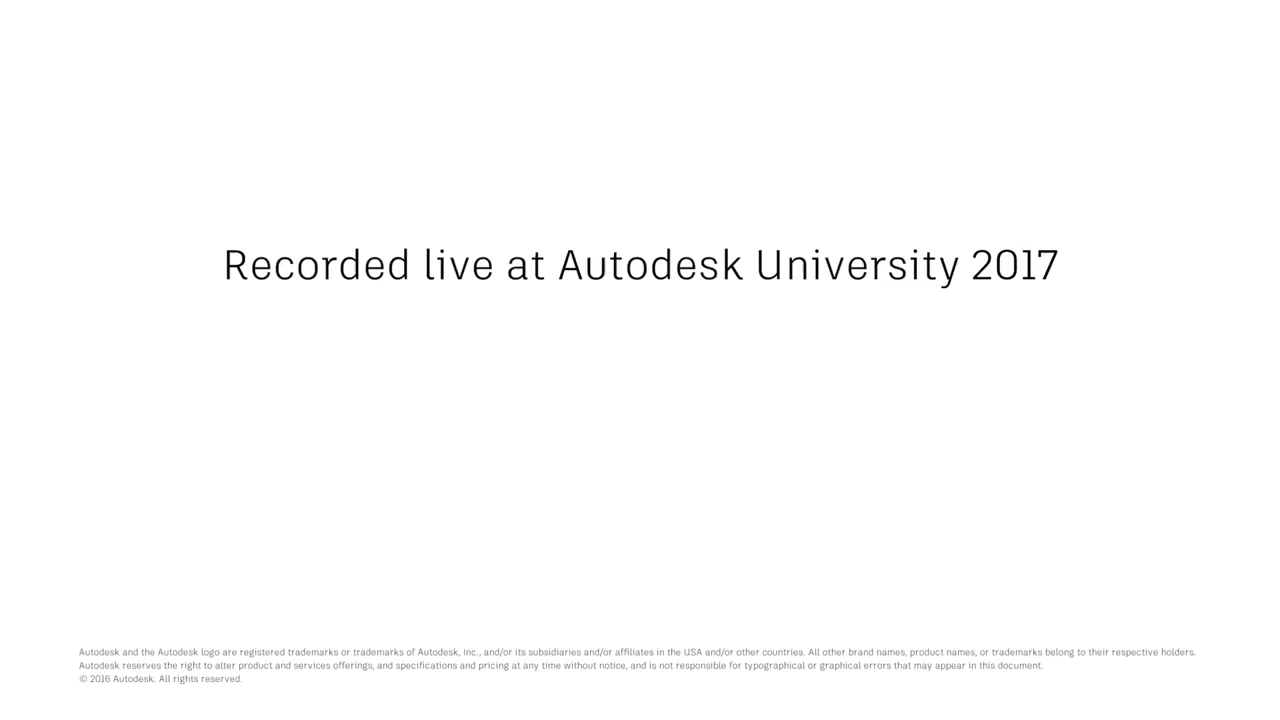 Recorded live at Autodesk University 2017
Autodesk and the Autodesk logo are registered trademarks or trademarks of Autodesk, Inc., and/or its subsidiaries and/or affiliates in the USA and/or other countries. All other brand names, product names, or trademarks belong to their respective holders.
Autodesk reserves the right to alter product and services offerings, and specifications and pricing at any time without notice, and is not responsible for typographical or graphical errors that may appear in this document.
© 2016 Autodesk. All rights reserved.